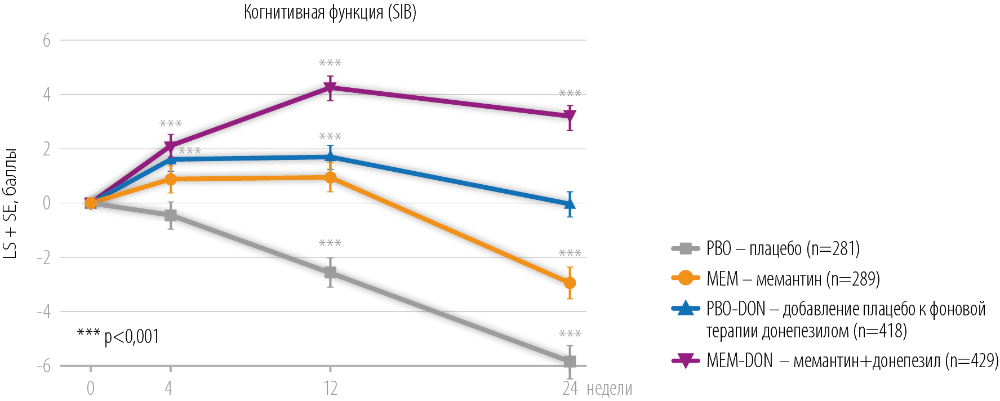 Когнитивная функция (SIB)
6
4
2
0
-2
-4
-6
LS + SE, баллы
***
***
***
***
***
***
***
***
*** p<0,001
0
4
12
24
недели
PBO – плацебо (n=281)
MEM – мемантин (n=289)
PBO-DON – добавление плацебо к фоновой
терапии донепезилом (n=418)
MEM-DON – мемантин+донепезил (n=429)